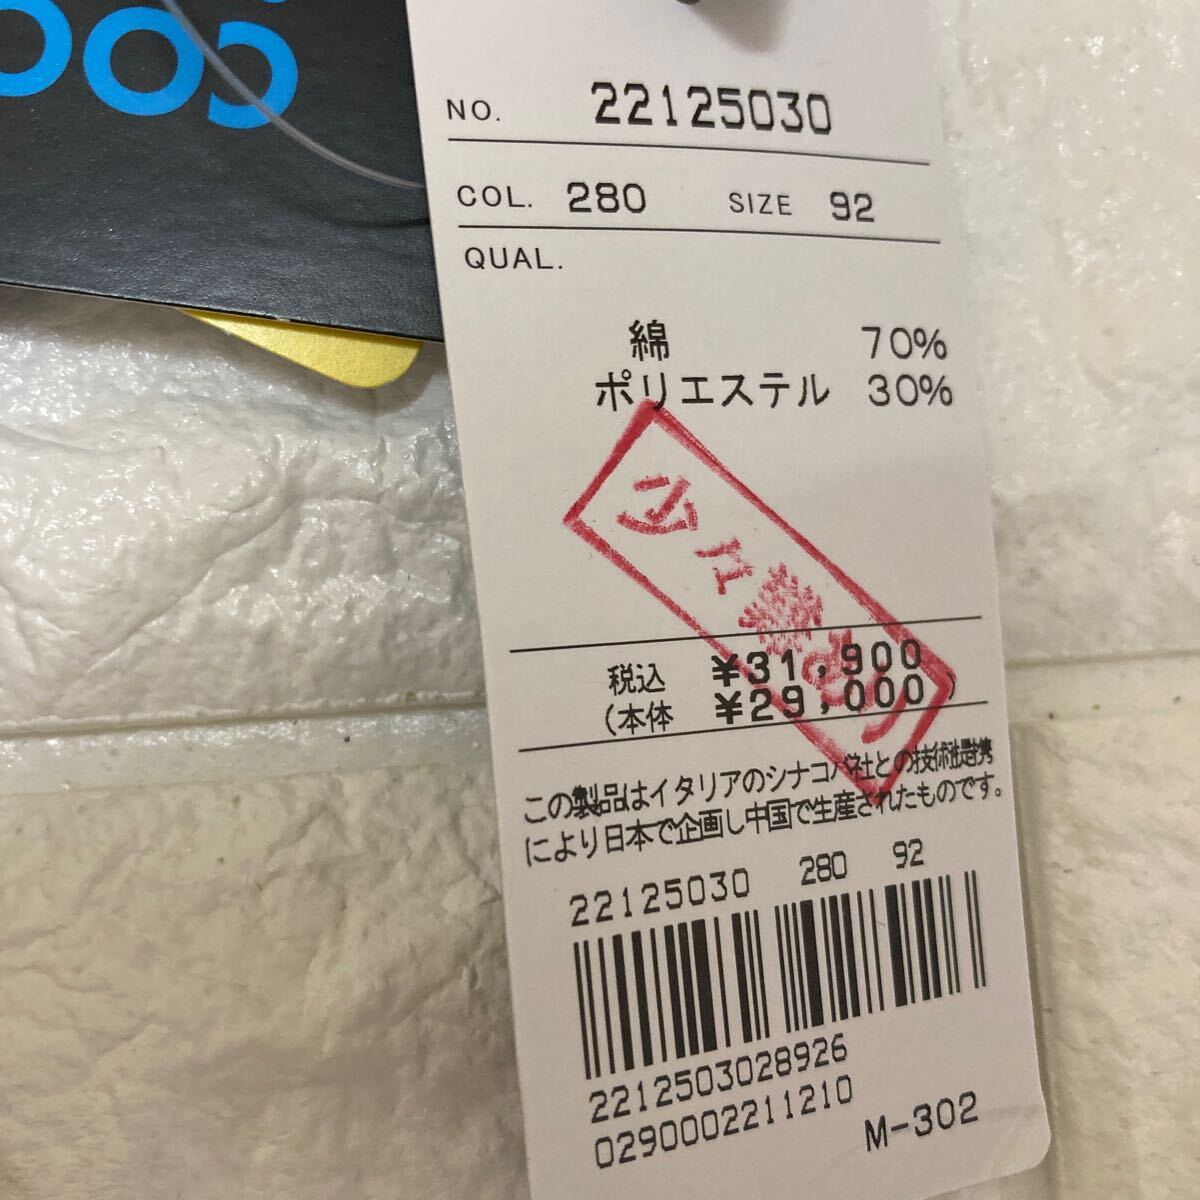 COO
NO. 22125030
COL. 280 SIZE 92
QUAL.
綿 70%
ポリエステル 30%
税込 ¥31,900
(本体 ¥29,000)
この製品はイタリアのシナコバ社との技術提携
により日本で企画し中国で生産されたものです。
22125030 280 92
2212503028926
0290002211210
M-302